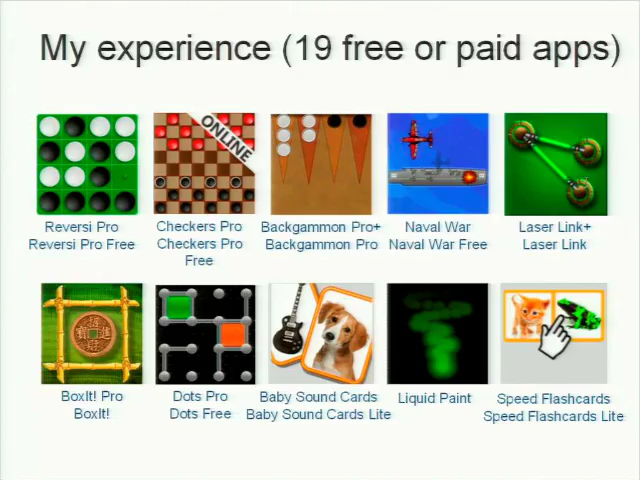 My experience (19 free or paid apps)
ONLINE
Reversi Pro
Reversi Pro Free
Checkers Pro
Checkers Pro
Free
Backgammon Pro+
Backgammon Pro
Naval War
Naval War Free
Laser Link+
Laser Link
BoxIt! Pro
BoxIt!
Dots Pro
Dots Free
Baby Sound Cards
Baby Sound Cards Lite
Liquid Paint
Speed Flashcards
Speed Flashcards Lite